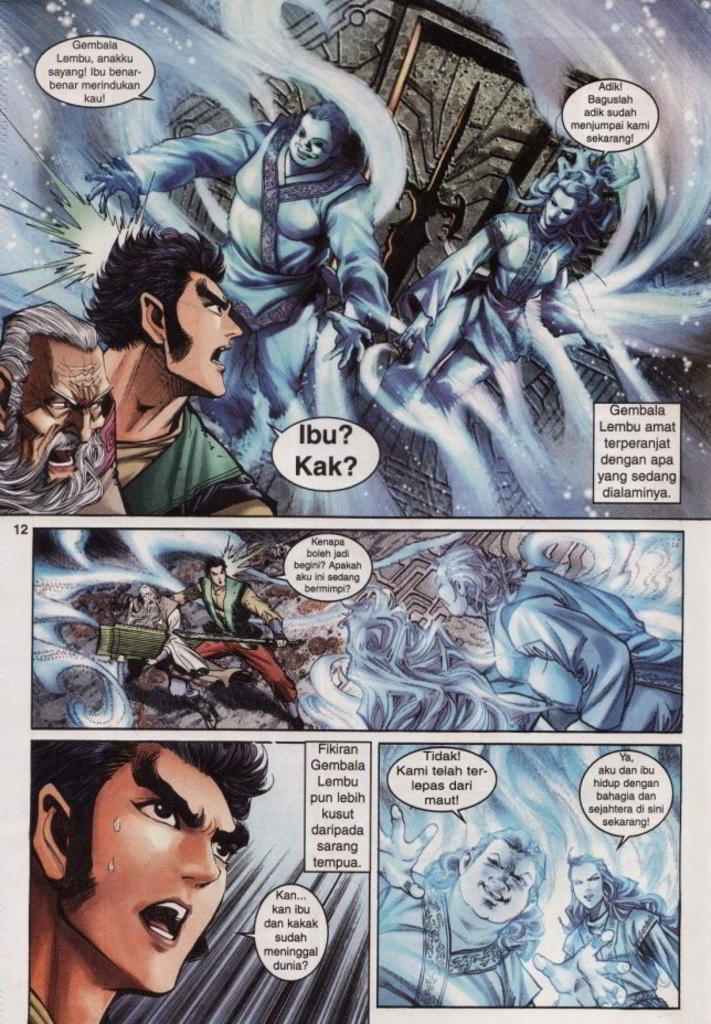 Gembala
Lembu, anakku
sayang! Ibu benar-
benar merindukan
kau!
Adik!
Baguslah
adik sudah
menjumpai kami
sekarang!
Ibu?
Kak?
Gembala
Lembu amat
terperanjat
dengan apa
yang sedang
dialaminya.
12
Kenapa
boleh jadi
begini? Apakah
aku ini sedang
bermimpi?
Fikiran
Gembala
Lembu
pun lebih
kusut
daripada
sarang
tempua.
Kan...
kan ibu
dan kakak
sudah
meninggal
dunia?
Tidak!
Kami telah ter-
lepas dari
maut!
Ya,
aku dan ibu
hidup dengan
bahagia dan
sejahtera di sini
sekarang!